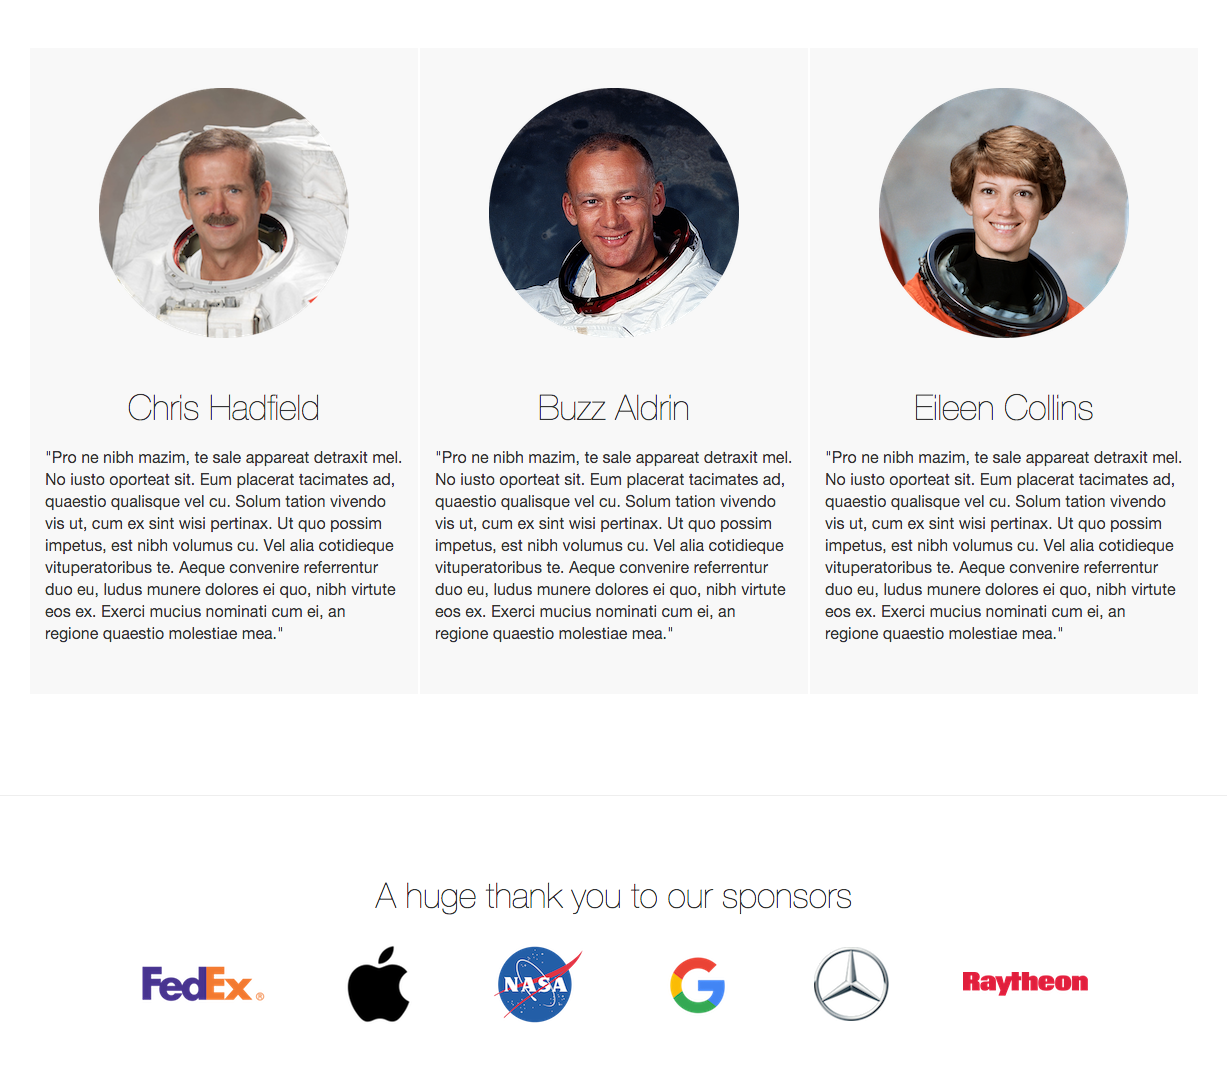 Chris Hadfield
"Pro ne nibh mazim, te sale appareat detraxit mel.
No iusto oporteat sit. Eum placerat tacimates ad,
quaestio qualisque vel cu. Solum tation vivendo
vis ut, cum ex sint wisi pertinax. Ut quo possim
impetus, est nibh volumus cu. Vel alia cotidieque
vituperatoribus te. Aeque convenire referrentur
duo eu, ludus munere dolores ei quo, nibh virtute
eos ex. Exerci mucius nominati cum ei, an
regione quaestio molestiae mea."
Buzz Aldrin
"Pro ne nibh mazim, te sale appareat detraxit mel.
No iusto oporteat sit. Eum placerat tacimates ad,
quaestio qualisque vel cu. Solum tation vivendo
vis ut, cum ex sint wisi pertinax. Ut quo possim
impetus, est nibh volumus cu. Vel alia cotidieque
vituperatoribus te. Aeque convenire referrentur
duo eu, ludus munere dolores ei quo, nibh virtute
eos ex. Exerci mucius nominati cum ei, an
regione quaestio molestiae mea."
Eileen Collins
"Pro ne nibh mazim, te sale appareat detraxit mel.
No iusto oporteat sit. Eum placerat tacimates ad,
quaestio qualisque vel cu. Solum tation vivendo
vis ut, cum ex sint wisi pertinax. Ut quo possim
impetus, est nibh volumus cu. Vel alia cotidieque
vituperatoribus te. Aeque convenire referrentur
duo eu, ludus munere dolores ei quo, nibh virtute
eos ex. Exerci mucius nominati cum ei, an
regione quaestio molestiae mea."
A huge thank you to our sponsors
FedEx®
NASA
G
Raytheon